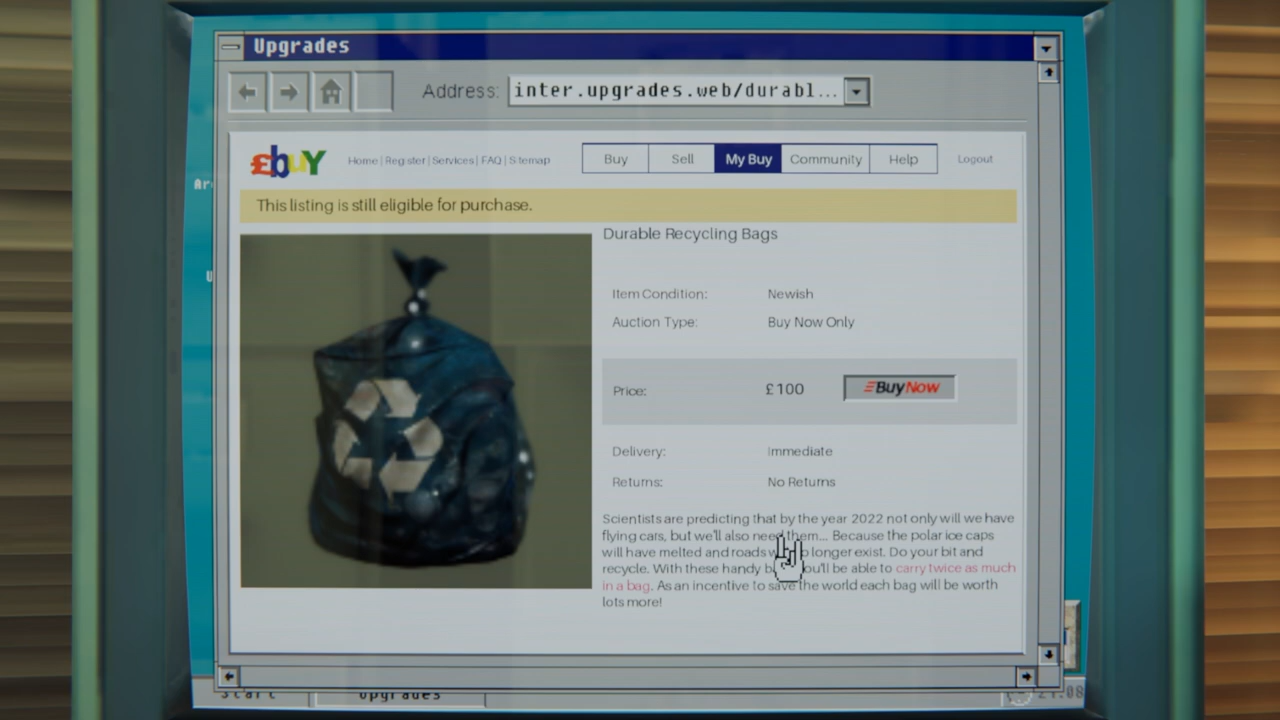 Upgrades
Address: inter.upgrades.web/durabl...
£buY Home | Register | Services | FAQ | Sitemap Buy Sell My Buy Community Help Logout
This listing is still eligible for purchase.
Durable Recycling Bags
Item Condition: Newish
Auction Type: Buy Now Only
Price: £100 BuyNow
Delivery: Immediate
Returns: No Returns
Scientists are predicting that by the year 2022 not only will we have
flying cars, but we'll also need them... Because the polar ice caps
will have melted and roads longer exist. Do your bit and
recycle. With these handy you'll be able to carry twice as much
in a bag. As an incentive to save the world each bag will be worth
lots more!
Start Upgrades 21:08